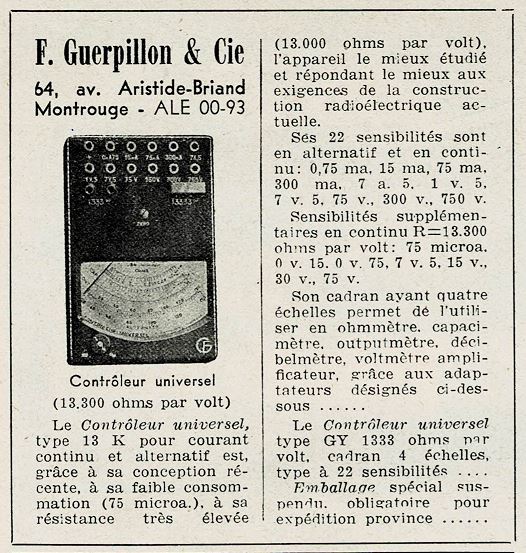 F. Guerpillon & Cie
64, av. Aristide-Briand
Montrouge - ALE 00-93
Contrôleur universel
(13.300 ohms par volt)
Le Contrôleur universel,
type 13 K pour courant
continu et alternatif est,
grâce à sa conception ré-
cente, à sa faible consom-
mation (75 microa.), à sa
résistance très élevée
(13.000 ohms par volt),
l'appareil le mieux étudié
et répondant le mieux aux
exigences de la construc-
tion radioélectrique ac-
tuelle.
Ses 22 sensibilités sont
en alternatif et en conti-
nu: 0,75 ma, 15 ma, 75 ma,
300 ma, 7 a. 5, 1 v. 5,
7 v. 5, 75 v., 300 v., 750 v.
Sensibilités supplémen-
taires en continu R=13.300
ohms par volt: 75 microa.
0 v. 15, 0 v. 75, 7 v. 5, 15 v.,
30 v., 75 v.
Son cadran ayant quatre
échelles permet de l'utili-
ser en ohmmètre, capaci-
mètre, outputmètre, déci-
belmètre, voltmètre ampli-
ficateur, grâce aux adap-
tateurs désignés ci-des-
sous ......
Le Contrôleur universel
type GY 1333 ohms par
volt, cadran 4 échelles,
type à 22 sensibilités ....
Emballage spécial sus-
pendu, obligatoire pour
expédition province ......